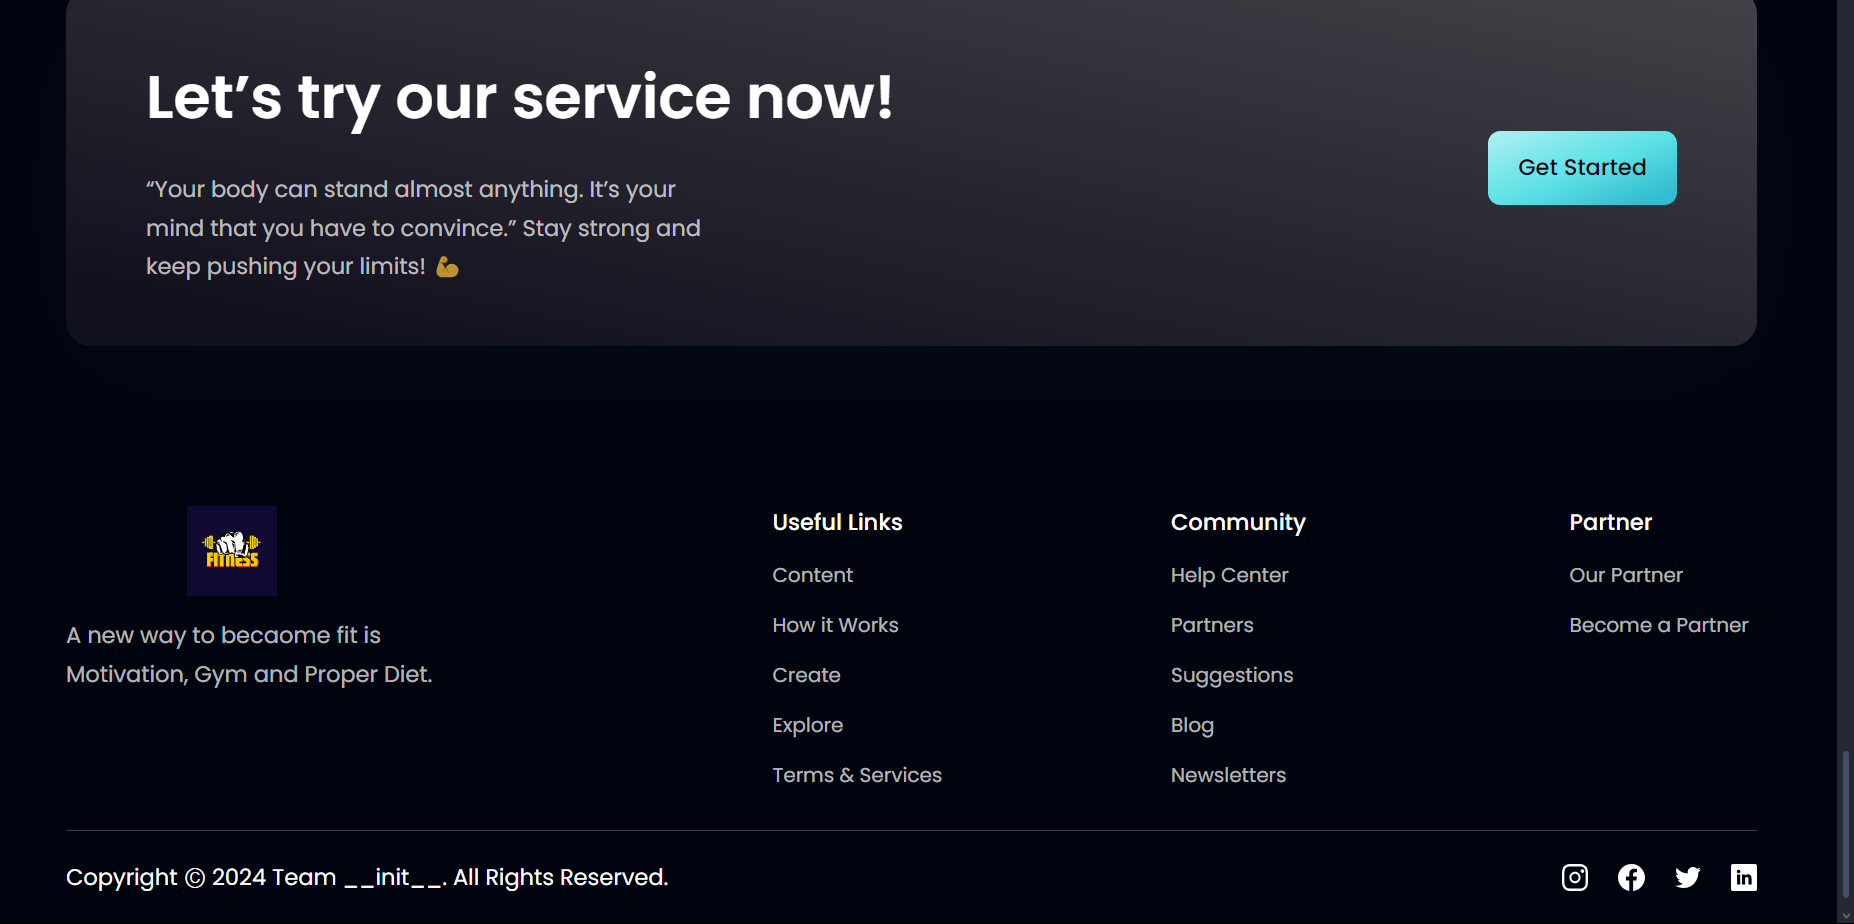 Let’s try our service now!
“Your body can stand almost anything. It’s your
mind that you have to convince.” Stay strong and
keep pushing your limits! 💪
Get Started
FITNESS
A new way to becaome fit is
Motivation, Gym and Proper Diet.
Useful Links
Content
How it Works
Create
Explore
Terms & Services
Community
Help Center
Partners
Suggestions
Blog
Newsletters
Partner
Our Partner
Become a Partner
Copyright © 2024 Team __init__. All Rights Reserved.
in